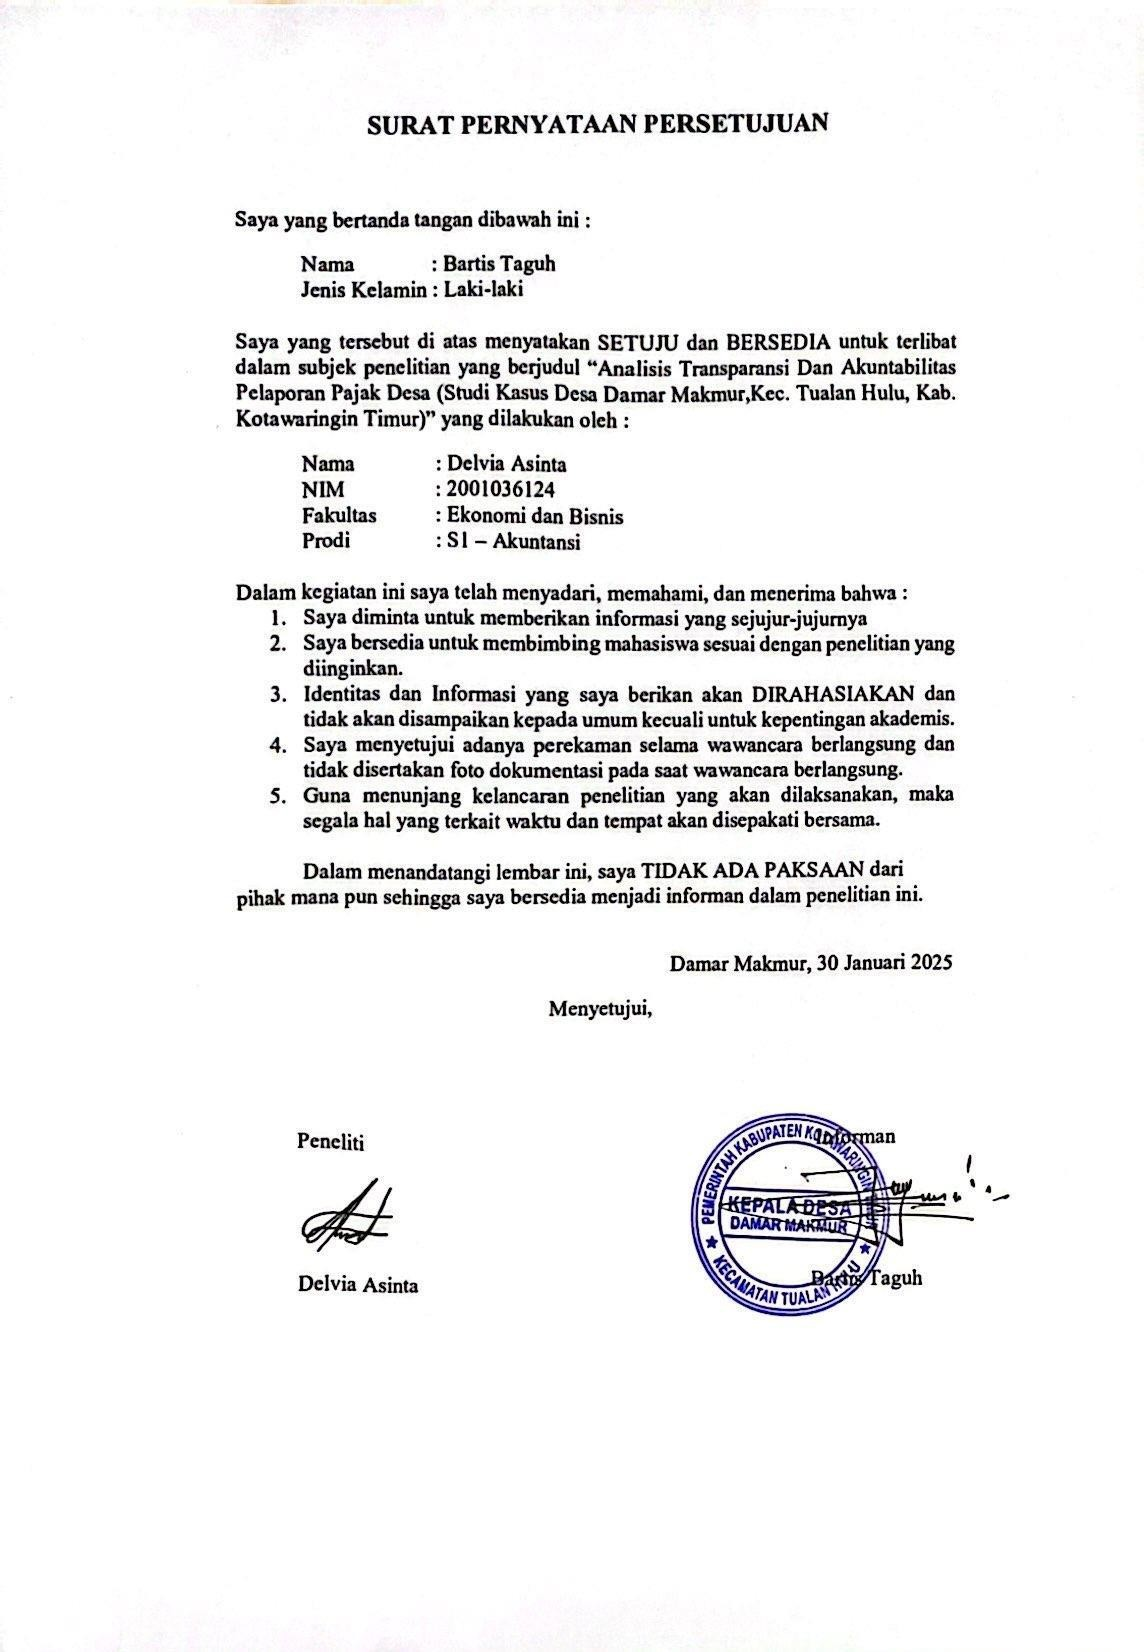 SURAT PERNYATAAN PERSETUJUAN
Saya yang bertanda tangan dibawah ini :
Nama : Bartis Taguh
Jenis Kelamin : Laki-laki
Saya yang tersebut di atas menyatakan SETUJU dan BERSEDIA untuk terlibat
dalam subjek penelitian yang berjudul “Analisis Transparansi Dan Akuntabilitas
Pelaporan Pajak Desa (Studi Kasus Desa Damar Makmur,Kec. Tualan Hulu, Kab.
Kotawaringin Timur)” yang dilakukan oleh :
Nama : Delvia Asinta
NIM : 2001036124
Fakultas : Ekonomi dan Bisnis
Prodi : S1 – Akuntansi
Dalam kegiatan ini saya telah menyadari, memahami, dan menerima bahwa :
1. Saya diminta untuk memberikan informasi yang sejujur-jujurnya
2. Saya bersedia untuk membimbing mahasiswa sesuai dengan penelitian yang
diinginkan.
3. Identitas dan Informasi yang saya berikan akan DIRAHASIAKAN dan
tidak akan disampaikan kepada umum kecuali untuk kepentingan akademis.
4. Saya menyetujui adanya perekaman selama wawancara berlangsung dan
tidak disertakan foto dokumentasi pada saat wawancara berlangsung.
5. Guna menunjang kelancaran penelitian yang akan dilaksanakan, maka
segala hal yang terkait waktu dan tempat akan disepakati bersama.
Dalam menandatangi lembar ini, saya TIDAK ADA PAKSAAN dari
pihak mana pun sehingga saya bersedia menjadi informan dalam penelitian ini.
Damar Makmur, 30 Januari 2025
Menyetujui,
Peneliti
Informan
PEMERINTAH KABUPATEN KOTAWARINGIN TIMUR
KEPALA DESA
DAMAR MAKMUR
KECAMATAN TUALAN HULU
Delvia Asinta
Bartis Taguh